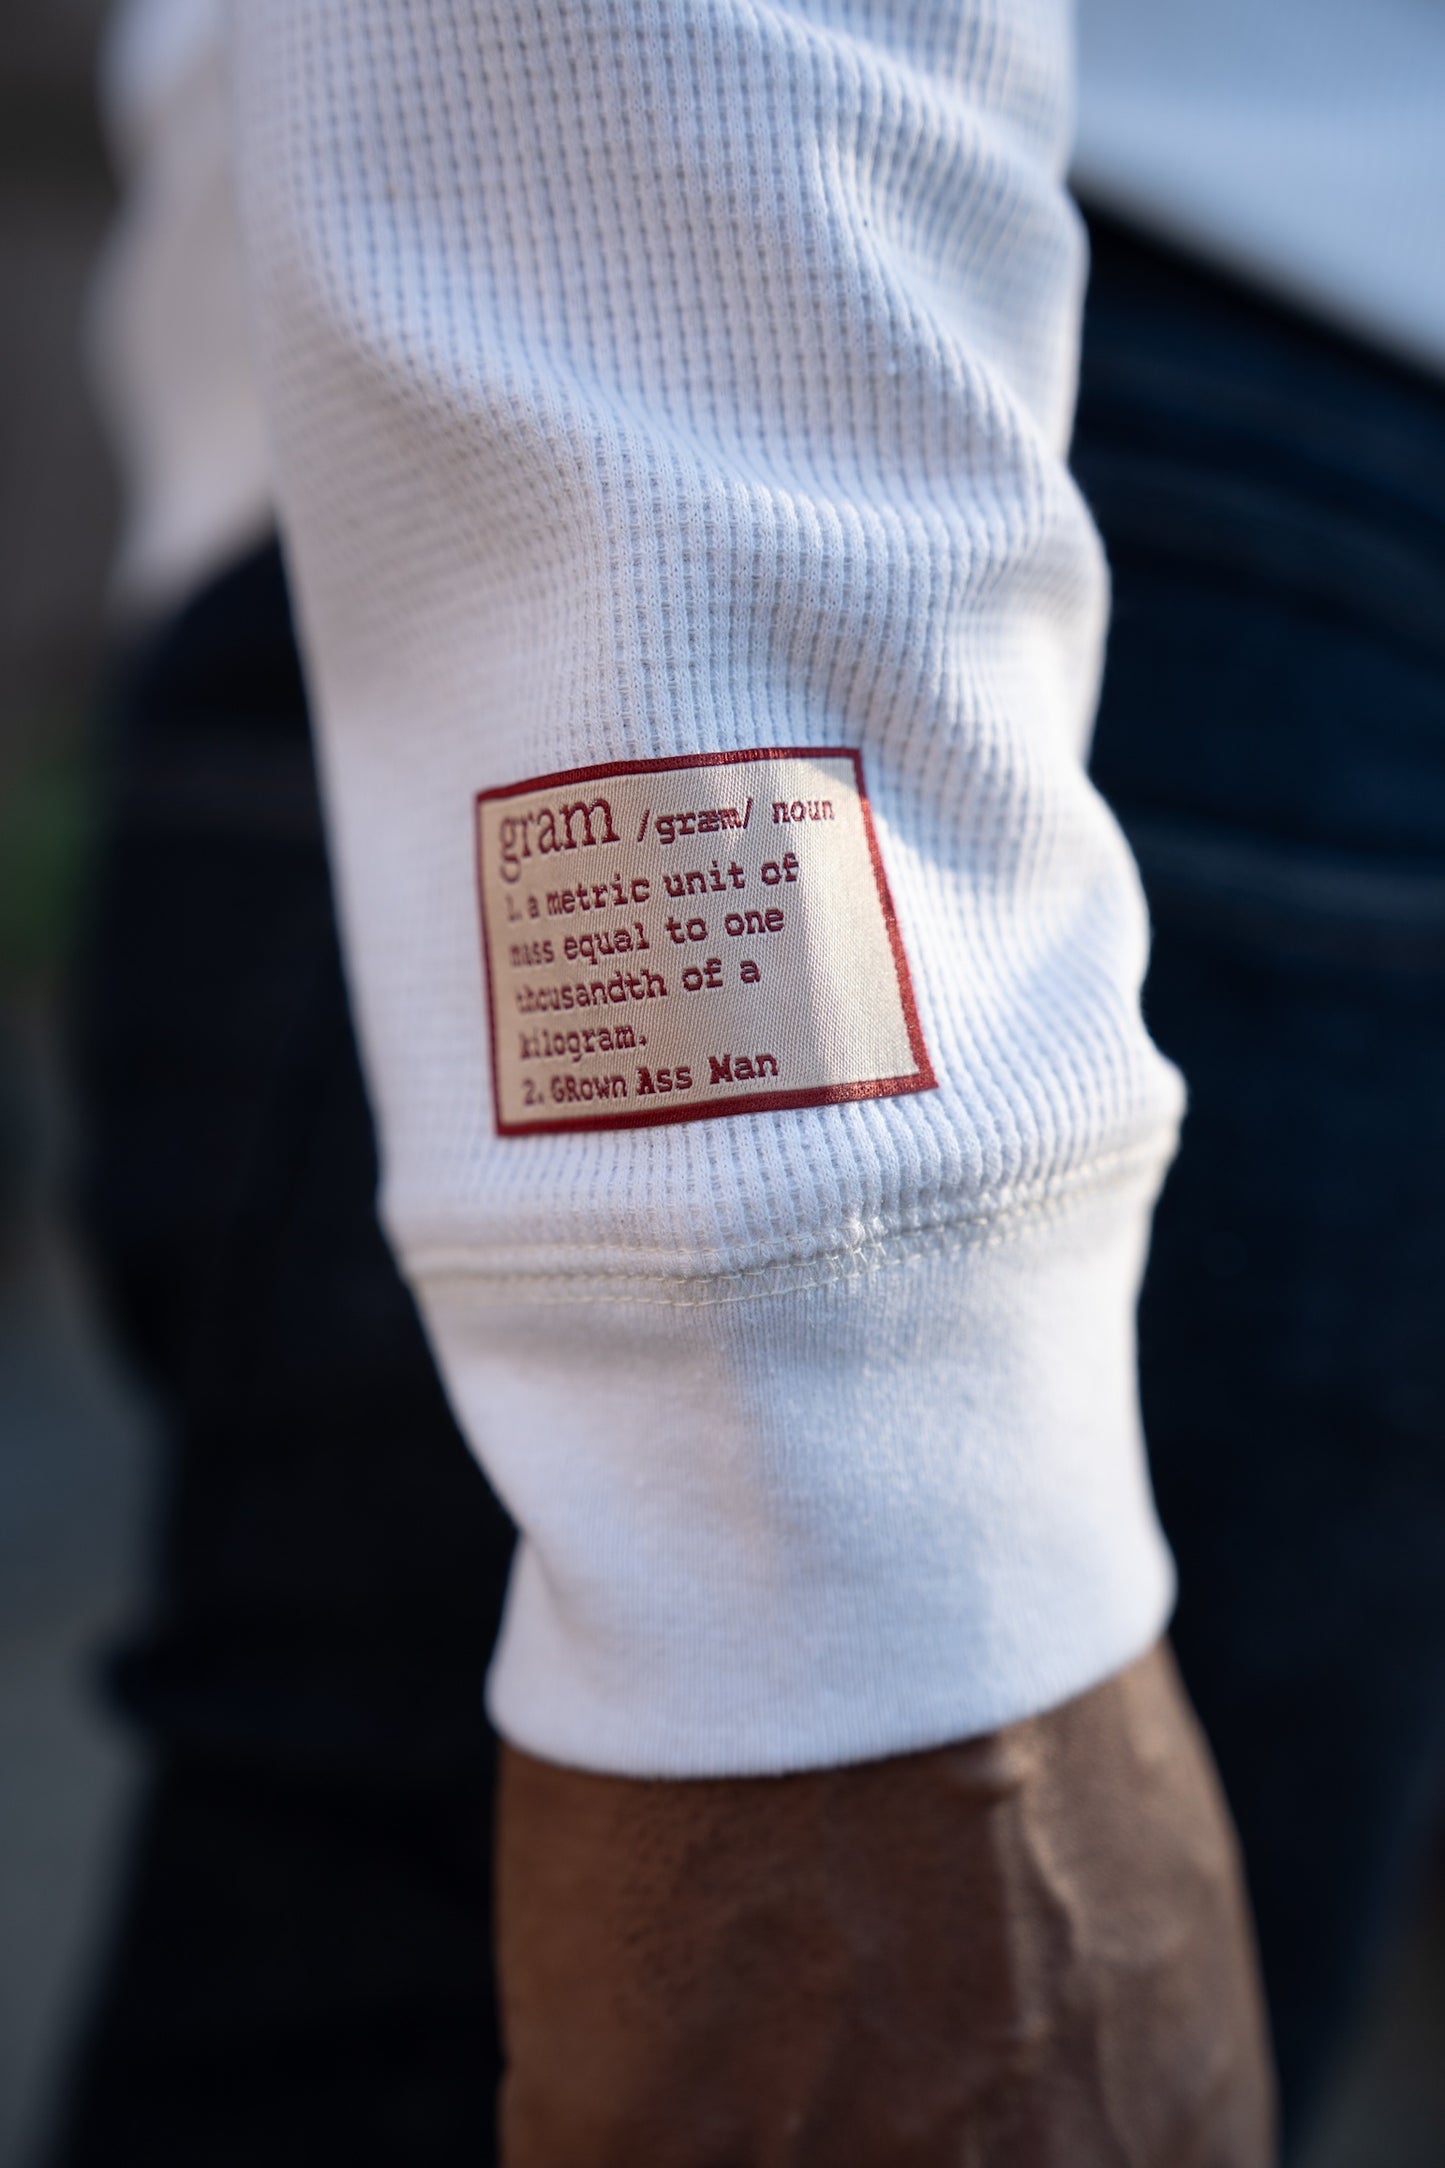 gram /græm/ noun
1. a metric unit of
mass equal to one
thousandth of a
kilogram.
2. GRown Ass Man